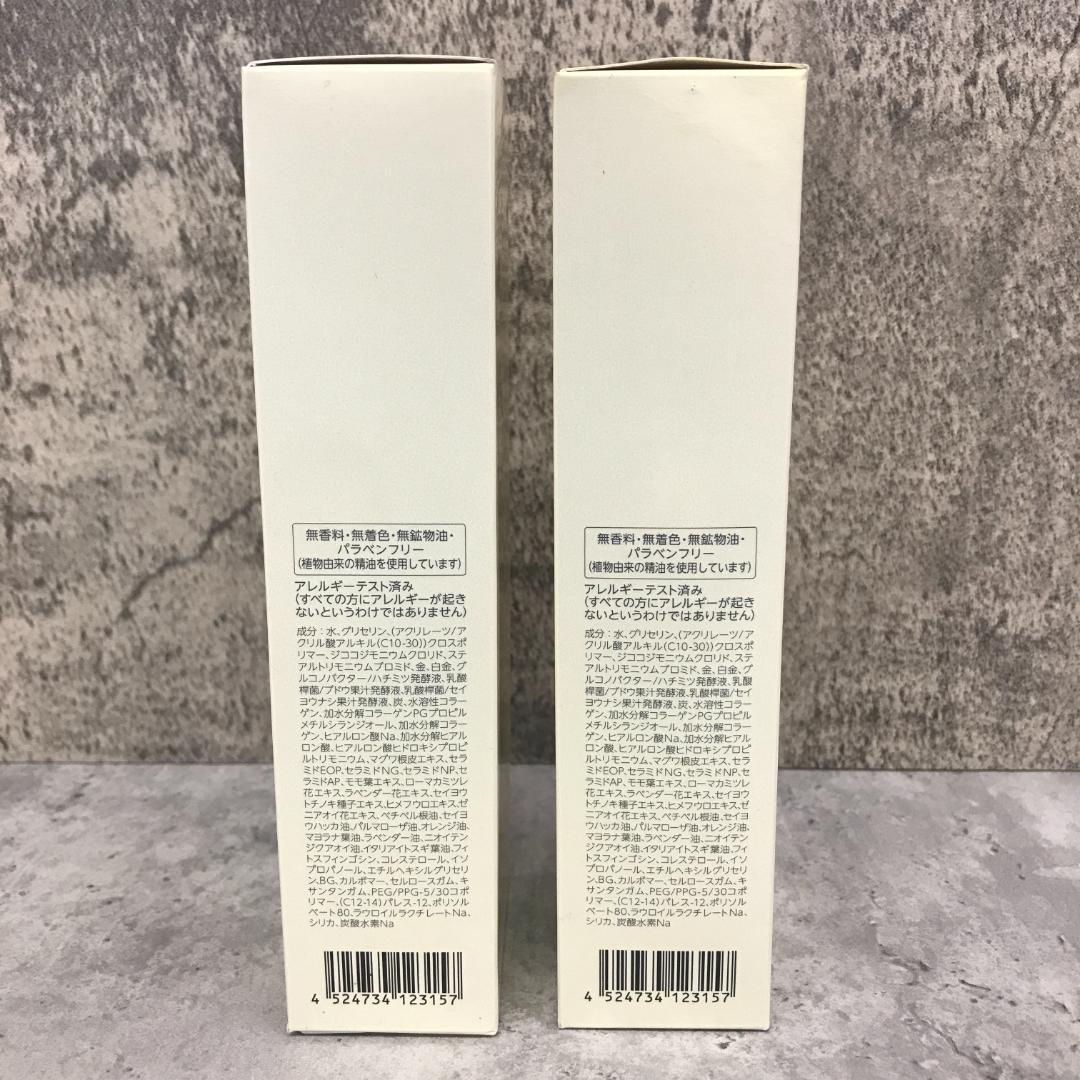 無香料・無着色・無鉱物油・
パラベンフリー
(植物由来の精油を使用しています)
アレルギーテスト済み
(すべての方にアレルギーが起き
ないというわけではありません)
成分：水、グリセリン、(アクリレーツ/ア
クリル酸アルキル(C10-30))クロスポ
リマー、ジココジモニウムクロリド、ステ
アルトリモニウムブロミド、金、白金、グ
ルコノバクター/ハチミツ発酵液、乳酸
桿菌/ブドウ果汁発酵液、乳酸桿菌/セイ
ヨウナシ果汁発酵液、炭、水溶性コラー
ゲン、加水分解コラーゲンPGプロピル
メチルシランジオール、加水分解コラー
ゲン、ヒアルロン酸Na、加水分解ヒアル
ロン酸、ヒアルロン酸ヒドロキシプロピ
ルトリモニウム、マグワ根皮エキス、セラ
ミドEOP、セラミドNG、セラミドNP、セ
ラミドAP、モモ葉エキス、ローマカミツレ
花エキス、ラベンダー花エキス、セイヨウ
トチノキ種子エキス、ヒメフウロエキス、ゼ
ニアオイ花エキス、ベチベル根油、セイヨ
ウハッカ油、パルマローザ油、オレンジ油、
マヨラナ葉油、ラベンダー油、ニオイテン
ジクアオイ油、イタリアイトスギ葉油、フィ
トスフィンゴシン、コレステロール、イソ
プロパノール、エチルヘキシルグリセリ
ン、BG、カルボマー、セルロースガム、キ
サンタンガム、PEG/PPG-5/30コポ
リマー、(C12-14)パレス-12、ポリソル
ベート80、ラウロイルラクチレートNa、
シリカ、炭酸水素Na
4 524734 123157
無香料・無着色・無鉱物油・
パラベンフリー
(植物由来の精油を使用しています)
アレルギーテスト済み
(すべての方にアレルギーが起き
ないというわけではありません)
成分：水、グリセリン、(アクリレーツ/ア
クリル酸アルキル(C10-30))クロスポ
リマー、ジココジモニウムクロリド、ステ
アルトリモニウムブロミド、金、白金、グ
ルコノバクター/ハチミツ発酵液、乳酸
桿菌/ブドウ果汁発酵液、乳酸桿菌/セイ
ヨウナシ果汁発酵液、炭、水溶性コラー
ゲン、加水分解コラーゲンPGプロピル
メチルシランジオール、加水分解コラー
ゲン、ヒアルロン酸Na、加水分解ヒアル
ロン酸、ヒアルロン酸ヒドロキシプロピ
ルトリモニウム、マグワ根皮エキス、セラ
ミドEOP、セラミドNG、セラミドNP、セ
ラミドAP、モモ葉エキス、ローマカミツレ
花エキス、ラベンダー花エキス、セイヨウ
トチノキ種子エキス、ヒメフウロエキス、ゼ
ニアオイ花エキス、ベチベル根油、セイヨ
ウハッカ油、パルマローザ油、オレンジ油、
マヨラナ葉油、ラベンダー油、ニオイテン
ジクアオイ油、イタリアイトスギ葉油、フィ
トスフィンゴシン、コレステロール、イソ
プロパノール、エチルヘキシルグリセリ
ン、BG、カルボマー、セルロースガム、キ
サンタンガム、PEG/PPG-5/30コポ
リマー、(C12-14)パレス-12、ポリソル
ベート80、ラウロイルラクチレートNa、
シリカ、炭酸水素Na
4 524734 123157